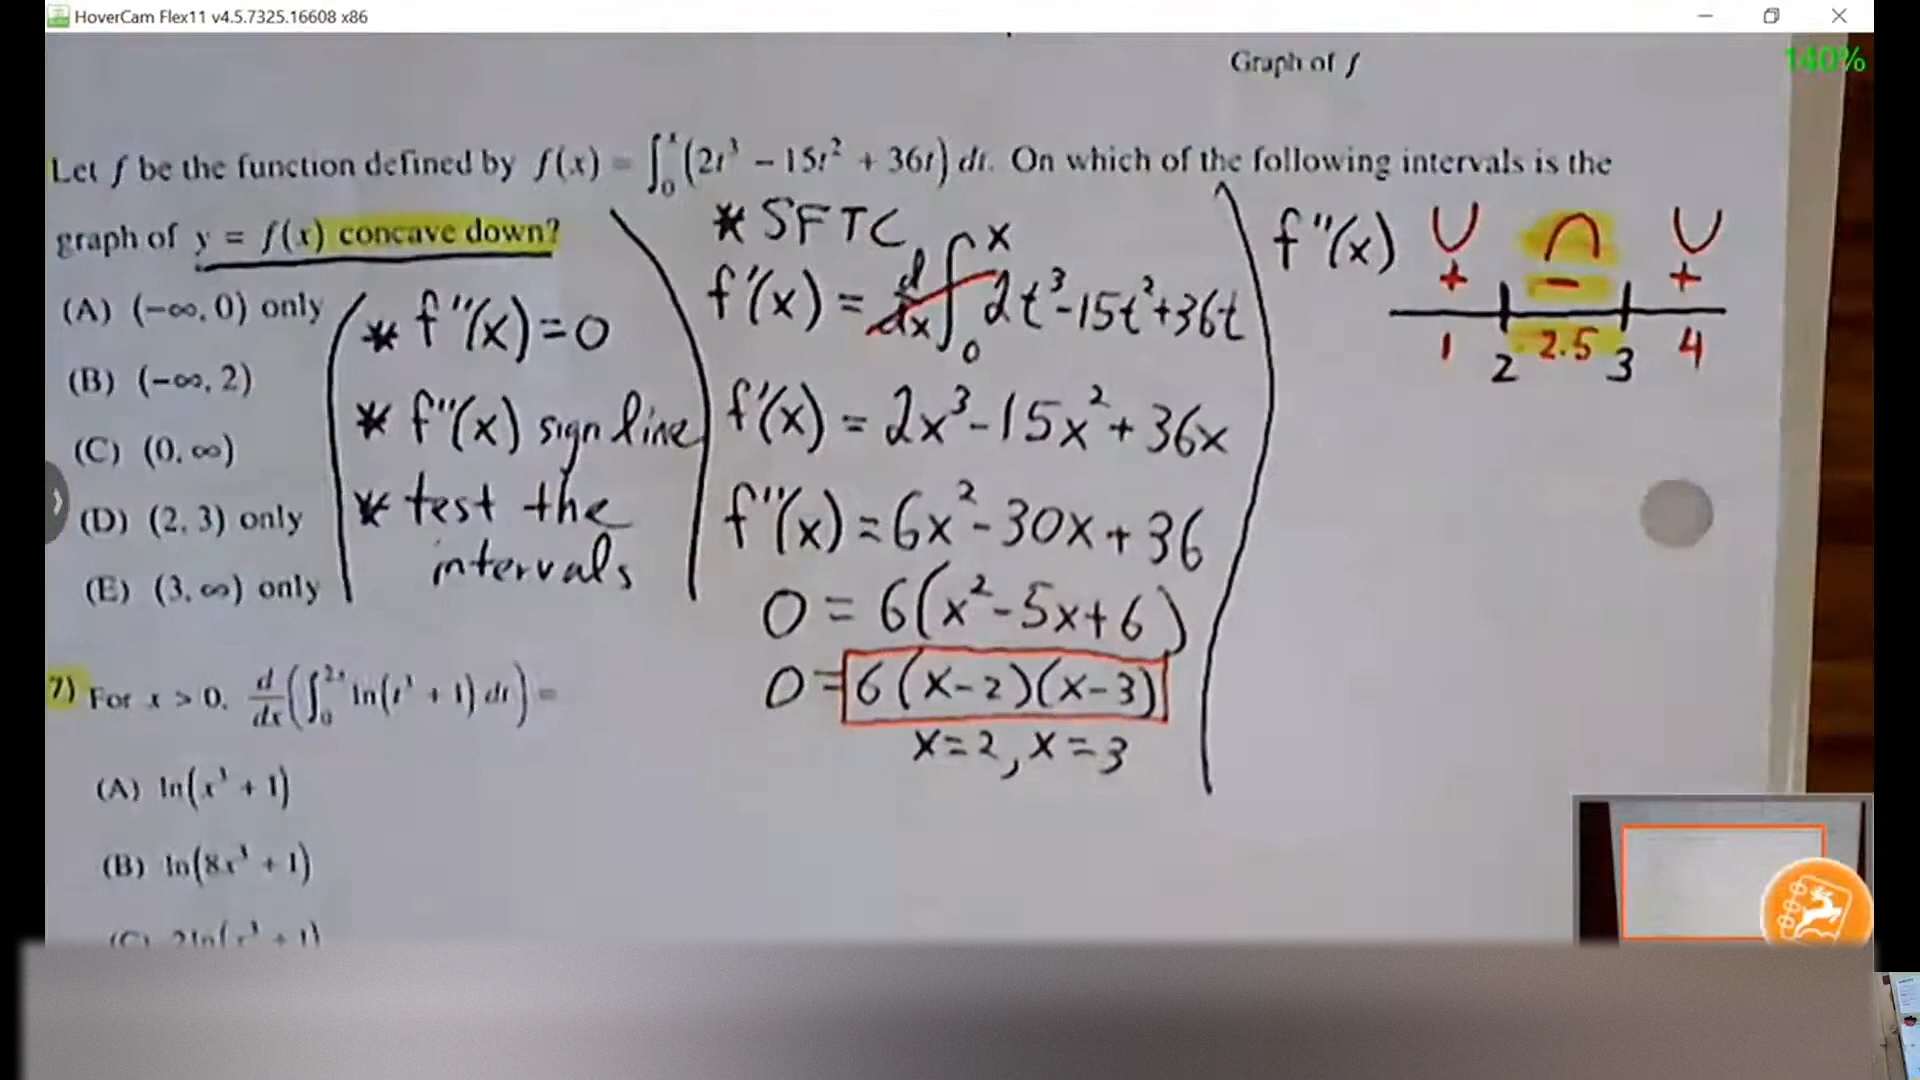 HoverCam Flex11 v4.5.7325.16608 x86
Graph of f
140%
Let f be the function defined by f(x) = ∫₀ˣ (2t³ − 15t² + 36t) dt. On which of the following intervals is the
graph of y = f(x) concave down?
(A) (−∞, 0) only
(B) (−∞, 2)
(C) (0, ∞)
(D) (2, 3) only
(E) (3, ∞) only
* f''(x) = 0
* f''(x) sign line
* test the
intervals
* SFTC
f'(x) = d/dx ∫₀ˣ 2t³-15t²+36t
f'(x) = 2x³-15x²+36x
f''(x) = 6x²-30x+36
0 = 6(x²-5x+6)
0 = 6(x-2)(x-3)
x=2, x=3
f''(x)
+ − +
1 2 2.5 3 4
7) For x > 0, d/dx (∫₀²ˣ ln(t³ + 1) dt) =
(A) ln(x³ + 1)
(B) ln(8x³ + 1)
(C) 2 ln(x³ + 1)